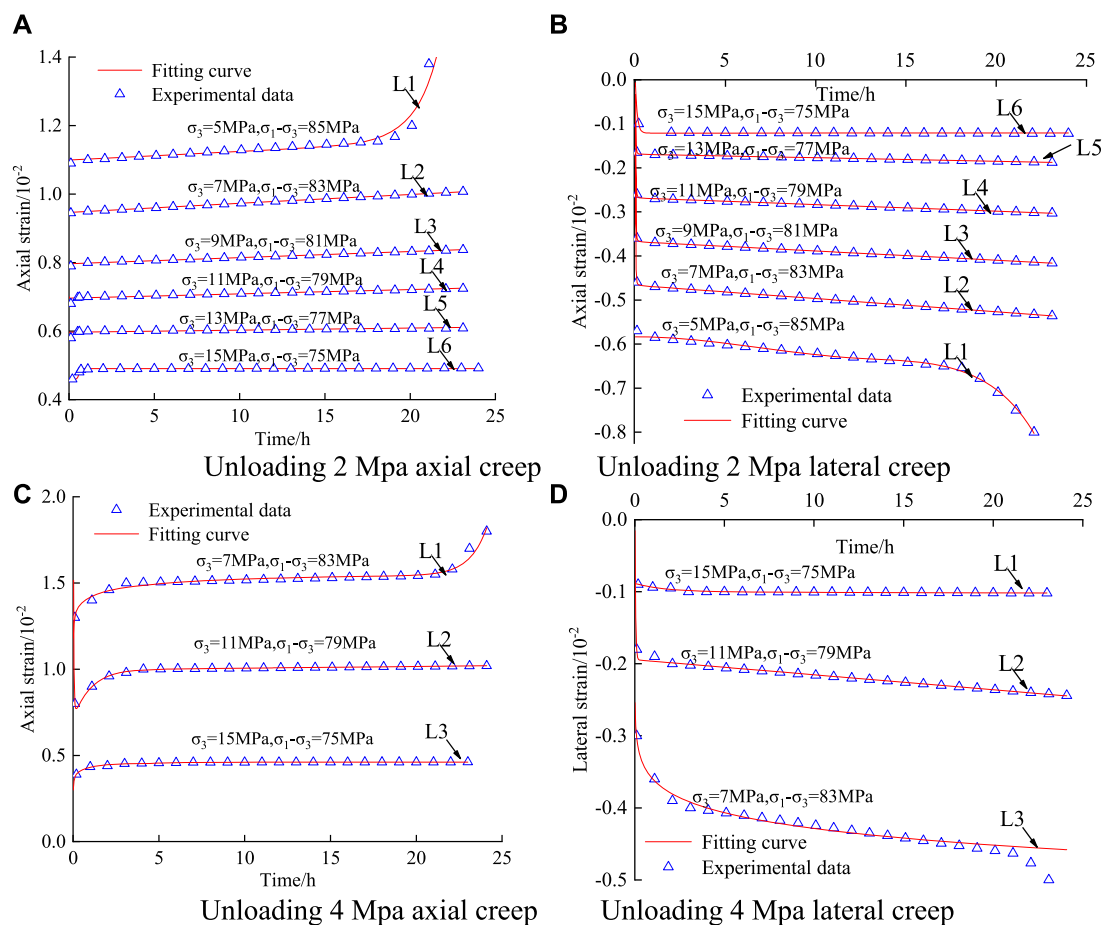 A
Axial strain/10⁻²
1.4
1.2
1.0
0.8
0.6
0.4
Fitting curve
Experimental data
L1
σ₃=5MPa,σ₁-σ₃=85MPa
L2
σ₃=7MPa,σ₁-σ₃=83MPa
L3
σ₃=9MPa,σ₁-σ₃=81MPa
L4
σ₃=11MPa,σ₁-σ₃=79MPa
L5
σ₃=13MPa,σ₁-σ₃=77MPa
L6
σ₃=15MPa,σ₁-σ₃=75MPa
0 5 10 15 20 25
Time/h
Unloading 2 Mpa axial creep
B
0 5 10 15 20 25
Time/h
Axial strain/10⁻²
0.0
-0.1
-0.2
-0.3
-0.4
-0.5
-0.6
-0.7
-0.8
σ₃=15MPa,σ₁-σ₃=75MPa
L6
σ₃=13MPa,σ₁-σ₃=77MPa
L5
σ₃=11MPa,σ₁-σ₃=79MPa
L4
σ₃=9MPa,σ₁-σ₃=81MPa
L3
σ₃=7MPa,σ₁-σ₃=83MPa
L2
σ₃=5MPa,σ₁-σ₃=85MPa
L1
Experimental data
Fitting curve
Unloading 2 Mpa lateral creep
C
Axial strain/10⁻²
2.0
1.5
1.0
0.5
0.0
Experimental data
Fitting curve
σ₃=7MPa,σ₁-σ₃=83MPa
L1
σ₃=11MPa,σ₁-σ₃=79MPa
L2
σ₃=15MPa,σ₁-σ₃=75MPa
L3
0 5 10 15 20 25
Time/h
Unloading 4 Mpa axial creep
D
0 5 10 15 20 25
Time/h
Lateral strain/10⁻²
0.0
-0.1
-0.2
-0.3
-0.4
-0.5
σ₃=15MPa,σ₁-σ₃=75MPa
L1
σ₃=11MPa,σ₁-σ₃=79MPa
L2
σ₃=7MPa,σ₁-σ₃=83MPa
L3
Fitting curve
Experimental data
Unloading 4 Mpa lateral creep